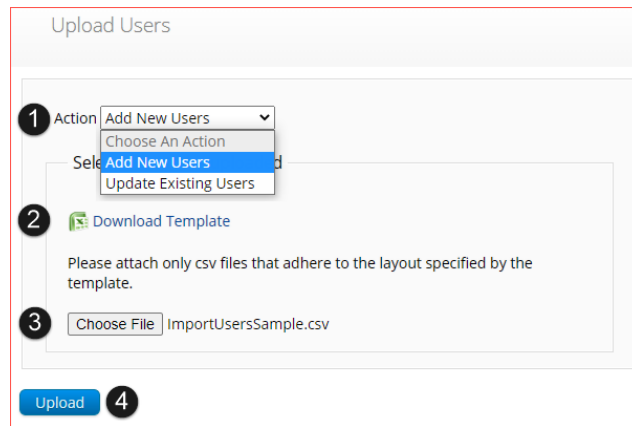 Upload Users
1 Action Add New Users
Choose An Action
Sele Add New Users d
Update Existing Users
2 Download Template
Please attach only csv files that adhere to the layout specified by the
template.
3 Choose File ImportUsersSample.csv
Upload 4